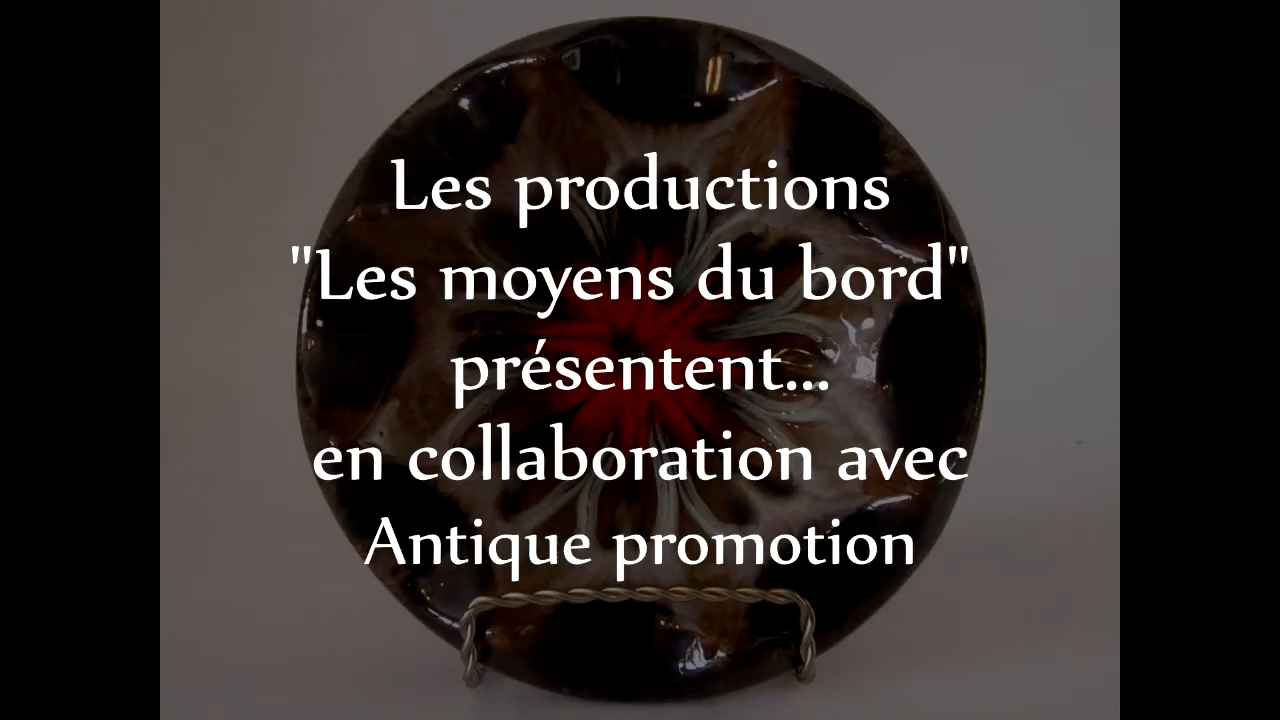 Les productions
"Les moyens du bord"
présentent...
en collaboration avec
Antique promotion